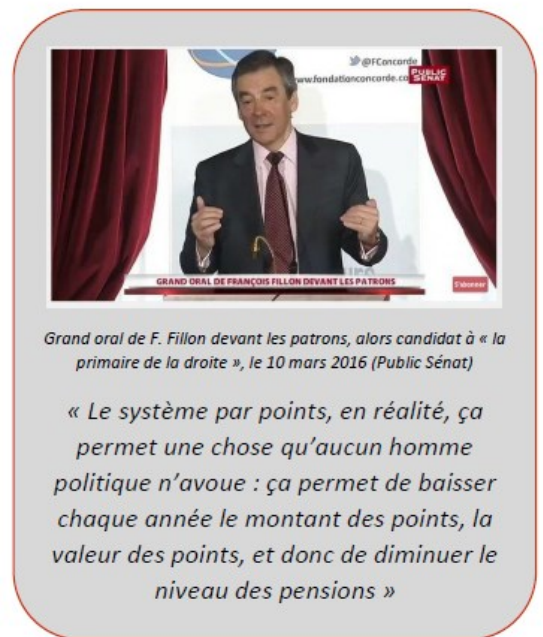 @FConcorde
www.fondationconcorde.co
PUBLIC
SÉNAT
GRAND ORAL DE FRANÇOIS FILLON DEVANT LES PATRONS
S'abonner
Grand oral de F. Fillon devant les patrons, alors candidat à « la
primaire de la droite », le 10 mars 2016 (Public Sénat)
« Le système par points, en réalité, ça
permet une chose qu'aucun homme
politique n'avoue : ça permet de baisser
chaque année le montant des points, la
valeur des points, et donc de diminuer le
niveau des pensions »